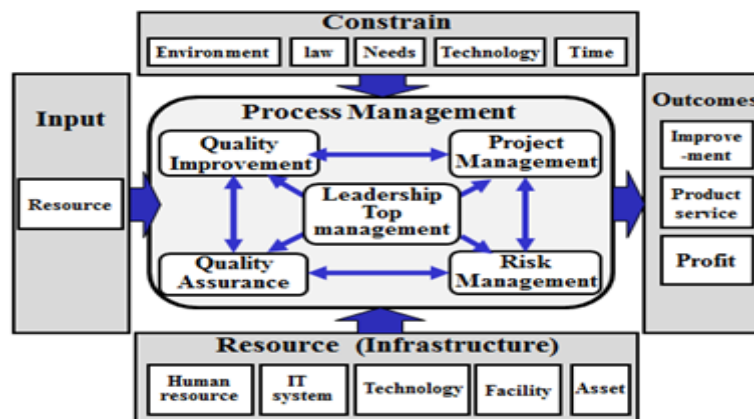 Constrain
Environment
law
Needs
Technology
Time
Input
Resource
Process Management
Quality
Improvement
Project
Management
Leadership
Top
management
Quality
Assurance
Risk
Management
Outcomes
Improve
-ment
Product
service
Profit
Resource (Infrastructure)
Human
resource
IT
system
Technology
Facility
Asset